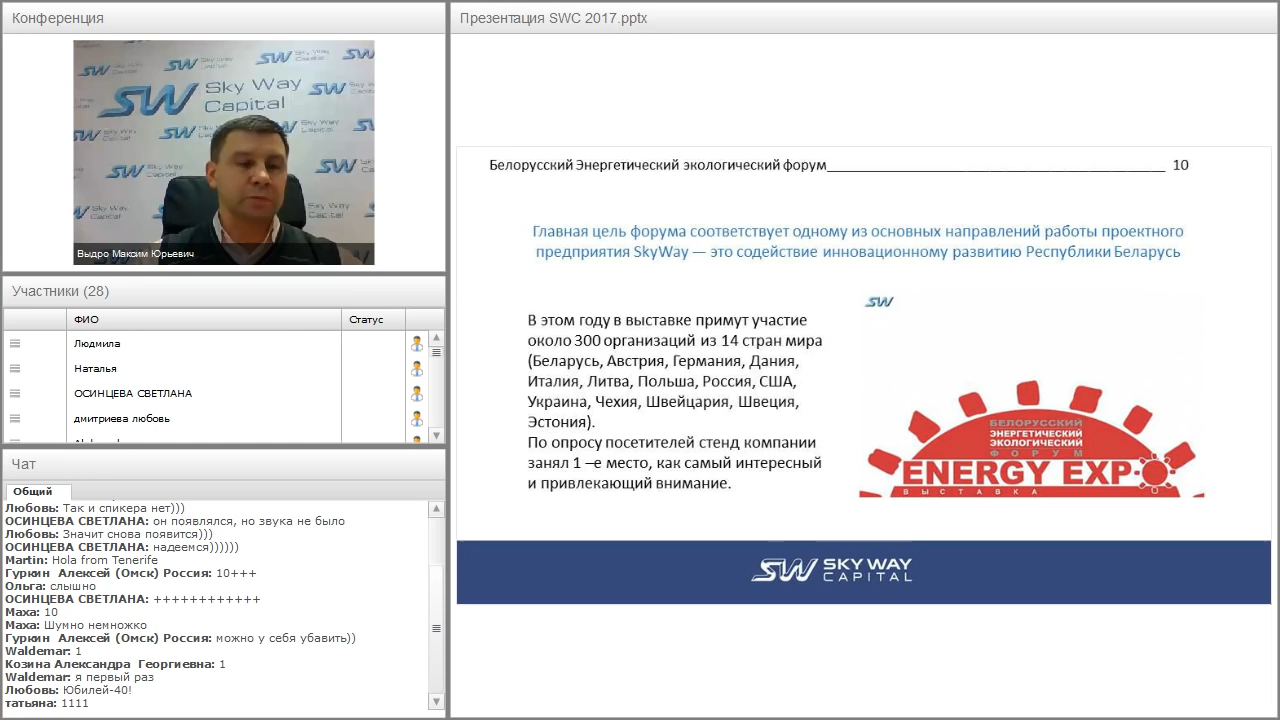 Конференция
SW Sky Way Capital
Выдро Максим Юрьевич
Участники (28)
ФИО
Статус
Людмила
Наталья
ОСИНЦЕВА СВЕТЛАНА
дмитриева любовь
Чат
Общий
Любовь: Так и спикера нет)))
ОСИНЦЕВА СВЕТЛАНА: он появлялся, но звука не было
Любовь: Значит снова появится)))
ОСИНЦЕВА СВЕТЛАНА: надеемся))))))
Martin: Hola from Tenerife
Гуркин Алексей (Омск) Россия: 10+++
Ольга: слышно
ОСИНЦЕВА СВЕТЛАНА: ++++++++++++
Маха: 10
Маха: Шумно немножко
Гуркин Алексей (Омск) Россия: можно у себя убавить))
Waldemar: 1
Козина Александра Георгиевна: 1
Waldemar: я первый раз
Любовь: Юбилей-40!
татьяна: 1111
Презентация SWC 2017.pptx
Белорусский Энергетический экологический форум 10
Главная цель форума соответствует одному из основных направлений работы проектного
предприятия SkyWay — это содействие инновационному развитию Республики Беларусь
В этом году в выставке примут участие
около 300 организаций из 14 стран мира
(Беларусь, Австрия, Германия, Дания,
Италия, Литва, Польша, Россия, США,
Украина, Чехия, Швейцария, Швеция,
Эстония).
По опросу посетителей стенд компании
занял 1 –е место, как самый интересный
и привлекающий внимание.
SW
БЕЛОРУССКИЙ
ЭНЕРГЕТИЧЕСКИЙ
ЭКОЛОГИЧЕСКИЙ
ФОРУМ
ENERGY EXPO
ВЫСТАВКА
SW SKY WAY
CAPITAL